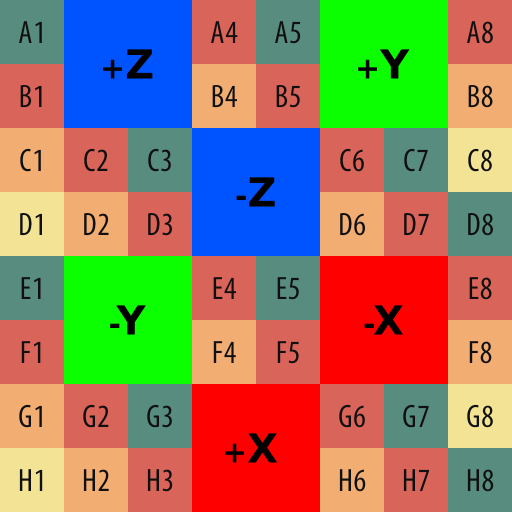 A1 A4 A5 A8
+Z +Y
B1 B4 B5 B8
C1 C2 C3 C6 C7 C8
-Z
D1 D2 D3 D6 D7 D8
E1 E4 E5 E8
-Y -X
F1 F4 F5 F8
G1 G2 G3 G6 G7 G8
+X
H1 H2 H3 H6 H7 H8